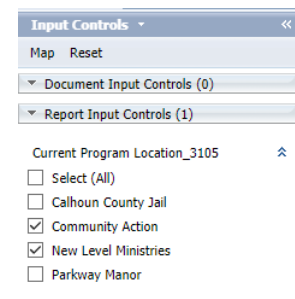 Input Controls
Map Reset
Document Input Controls (0)
Report Input Controls (1)
Current Program Location_3105
Select (All)
Calhoun County Jail
Community Action
New Level Ministries
Parkway Manor